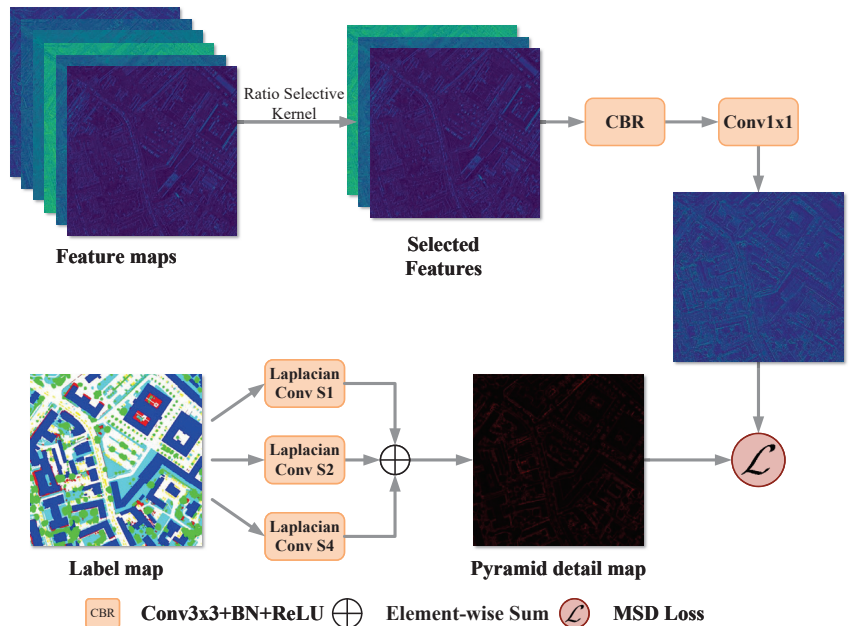 Ratio Selective
Kernel
CBR
Conv1x1
Feature maps
Selected
Features
Laplacian
Conv S1
Laplacian
Conv S2
Laplacian
Conv S4
ℒ
Label map
Pyramid detail map
CBR Conv3x3+BN+ReLU Element-wise Sum ℒ MSD Loss